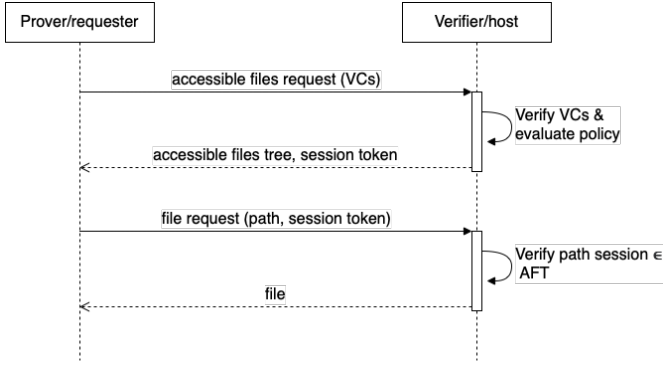 Prover/requester
Verifier/host
accessible files request (VCs)
Verify VCs &
evaluate policy
accessible files tree, session token
file request (path, session token)
Verify path session ∈
AFT
file